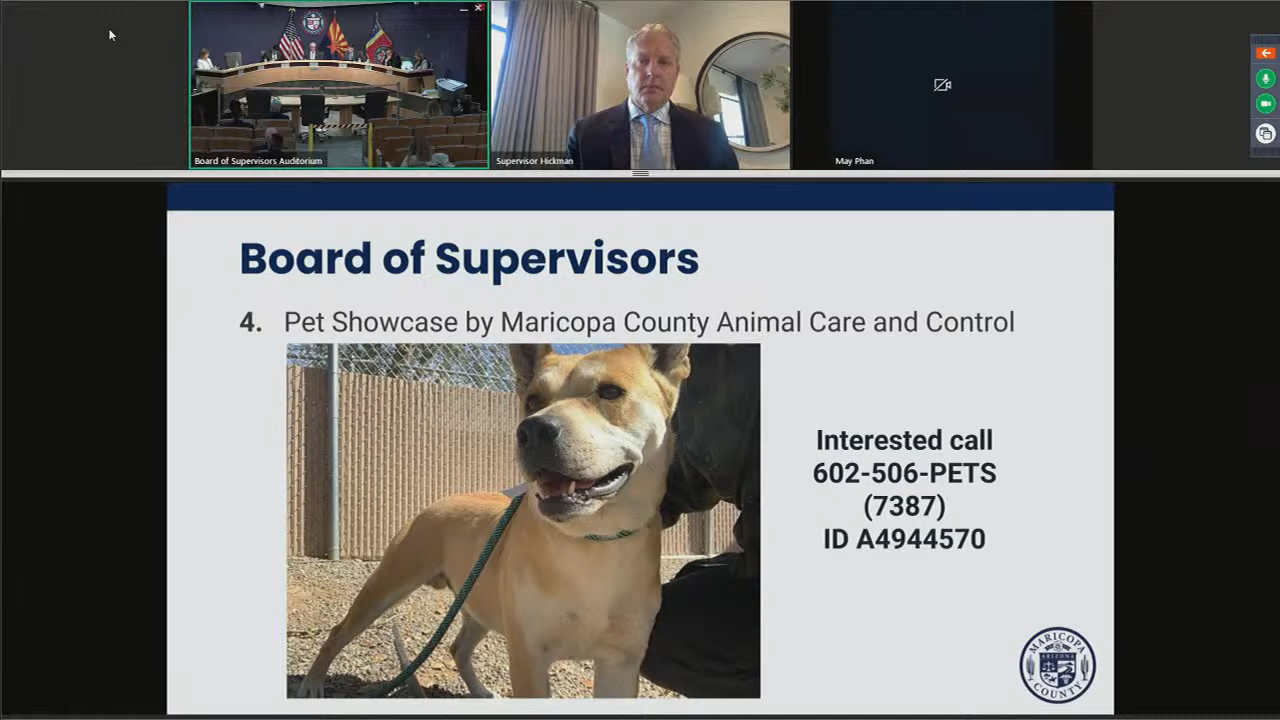 Board of Supervisors Auditorium
Supervisor Hickman
May Phan
Board of Supervisors
4. Pet Showcase by Maricopa County Animal Care and Control
Interested call
602-506-PETS
(7387)
ID A4944570
MARICOPA
ARIZONA
COUNTY